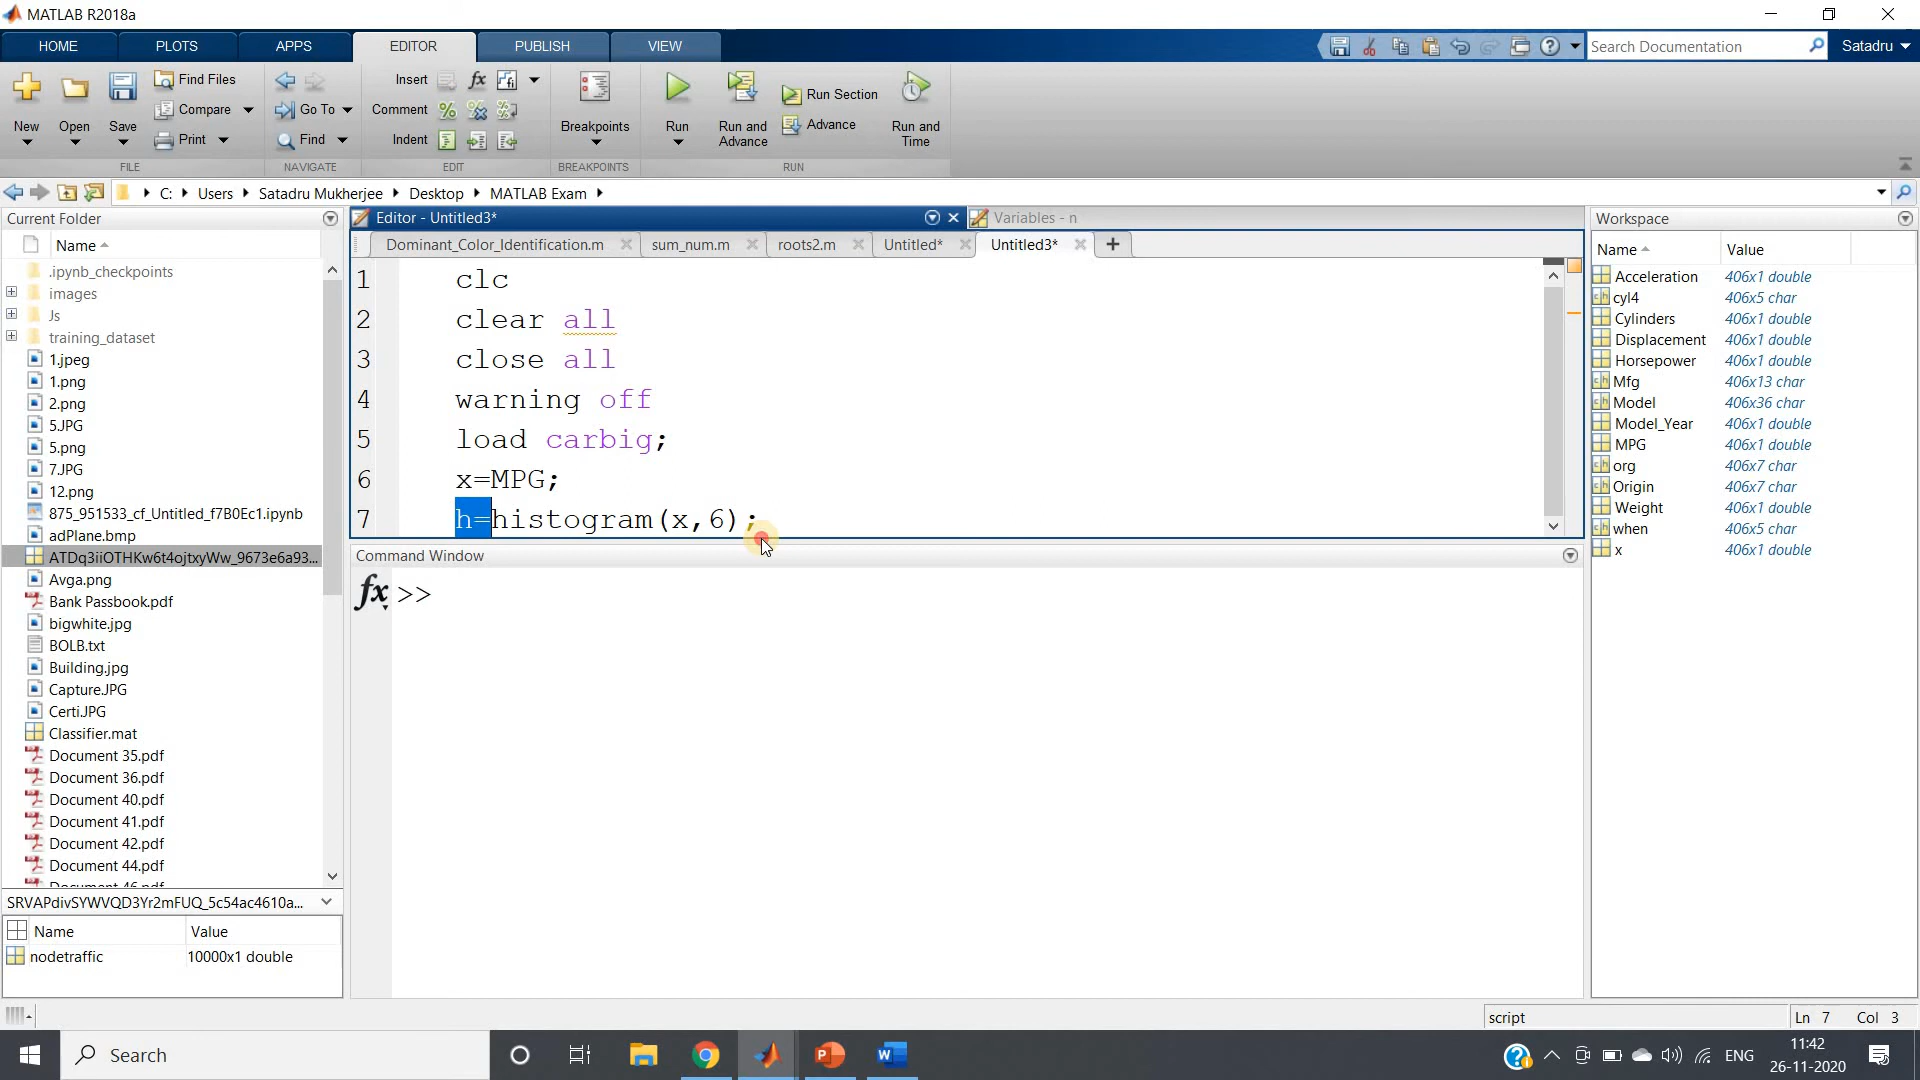 MATLAB R2018a
HOME PLOTS APPS EDITOR PUBLISH VIEW
Search Documentation
Satadru
New
Open
Save
Find Files
Compare
Print
FILE
Go To
Find
NAVIGATE
Insert
Comment
Indent
EDIT
Breakpoints
BREAKPOINTS
Run
Run and Advance
Run Section
Advance
Run and Time
RUN
C: Users Satadru Mukherjee Desktop MATLAB Exam
Current Folder
Name
.ipynb_checkpoints
images
Js
training_dataset
1.jpeg
1.png
2.png
5.JPG
5.png
7.JPG
12.png
875_951533_cf_Untitled_f7B0Ec1.ipynb
adPlane.bmp
ATDq3iiOTHKw6t4ojtxyWw_9673e6a93...
Avga.png
Bank Passbook.pdf
bigwhite.jpg
BOLB.txt
Building.jpg
Capture.JPG
Certi.JPG
Classifier.mat
Document 35.pdf
Document 36.pdf
Document 40.pdf
Document 41.pdf
Document 42.pdf
Document 44.pdf
Document 46.pdf
SRVAPdivSYWVQD3Yr2mFUQ_5c54ac4610a...
Name Value
nodetraffic 10000x1 double
Editor - Untitled3*
Variables - n
Dominant_Color_Identification.m sum_num.m roots2.m Untitled* Untitled3*
1 clc
2 clear all
3 close all
4 warning off
5 load carbig;
6 x=MPG;
7 h=histogram(x,6);
Command Window
fx >>
Workspace
Name Value
Acceleration 406x1 double
cyl4 406x5 char
Cylinders 406x1 double
Displacement 406x1 double
Horsepower 406x1 double
Mfg 406x13 char
Model 406x36 char
Model_Year 406x1 double
MPG 406x1 double
org 406x7 char
Origin 406x7 char
Weight 406x1 double
when 406x5 char
x 406x1 double
script
Ln 7 Col 3
Search
ENG
11:42
26-11-2020